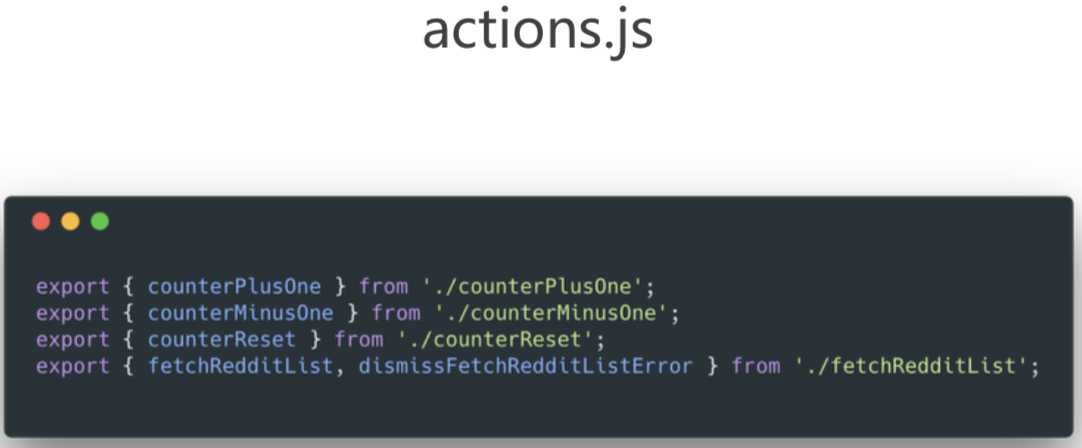 actions.js
export { counterPlusOne } from './counterPlusOne';
export { counterMinusOne } from './counterMinusOne';
export { counterReset } from './counterReset';
export { fetchRedditList, dismissFetchRedditListError } from './fetchRedditList';